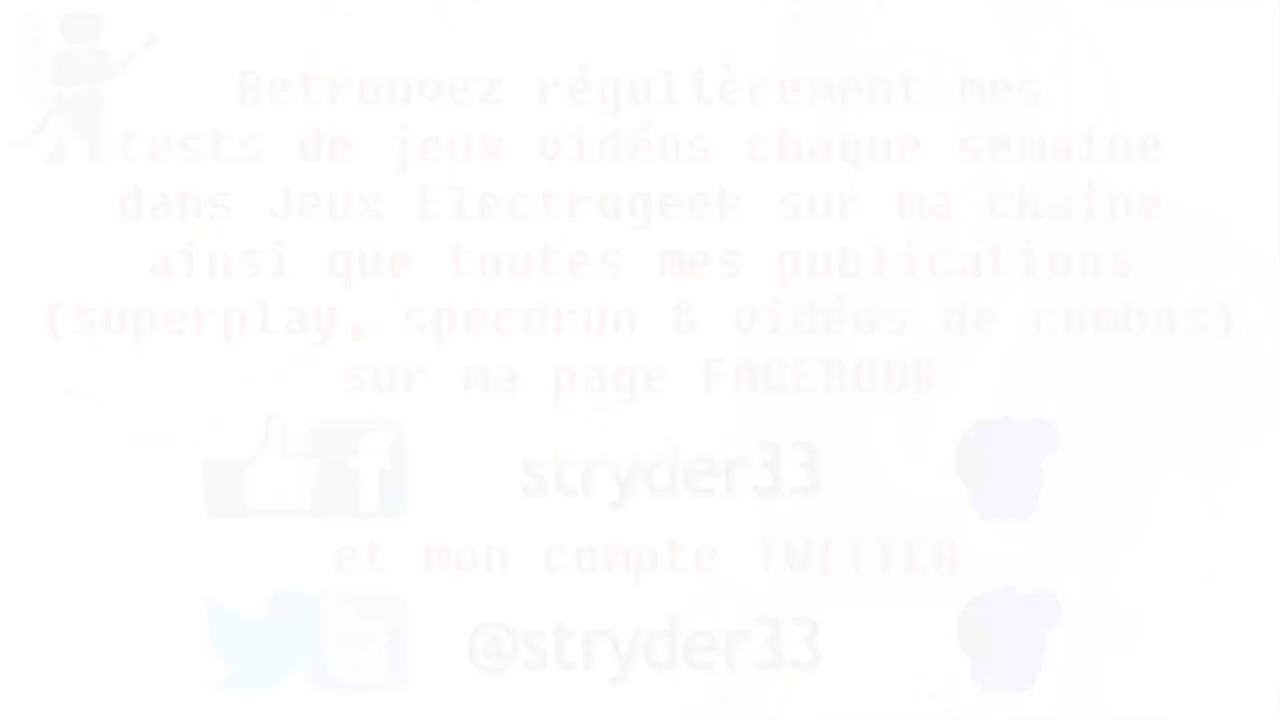 Retrouvez régulièrement mes
tests de jeux vidéos chaque semaine
dans Jeux Electrogeek sur ma chaine
ainsi que toutes mes publications
(superplay, speedrun & vidéos de combos)
sur ma page FACEBOOK
stryder33
et mon compte TWITTER
@stryder33